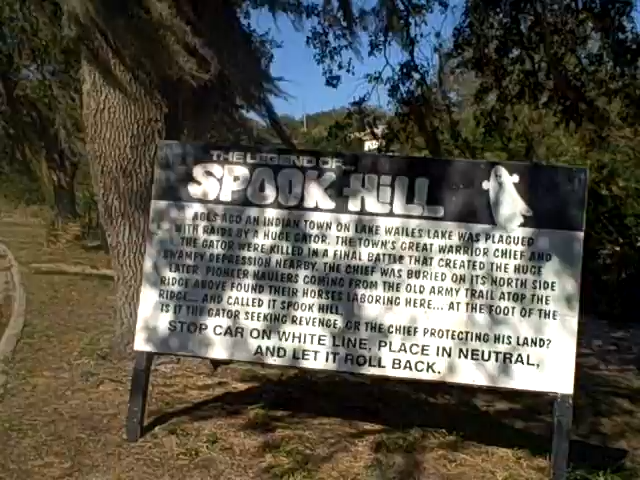 THE LEGEND OF...
SPOOK HILL
AGES AGO AN INDIAN TOWN ON LAKE WAILES LAKE WAS PLAGUED
WITH RAIDS BY A HUGE GATOR. THE TOWN'S GREAT WARRIOR CHIEF AND
THE GATOR WERE KILLED IN A FINAL BATTLE THAT CREATED THE HUGE
SWAMPY DEPRESSION NEARBY. THE CHIEF WAS BURIED ON ITS NORTH SIDE
LATER PIONEER HAULERS COMING FROM THE OLD ARMY TRAIL ATOP THE
RIDGE ABOVE FOUND THEIR HORSES LABORING HERE... AT THE FOOT OF THE
RIDGE... AND CALLED IT SPOOK HILL.
IS IT THE GATOR SEEKING REVENGE, OR THE CHIEF PROTECTING HIS LAND?
STOP CAR ON WHITE LINE, PLACE IN NEUTRAL,
AND LET IT ROLL BACK.